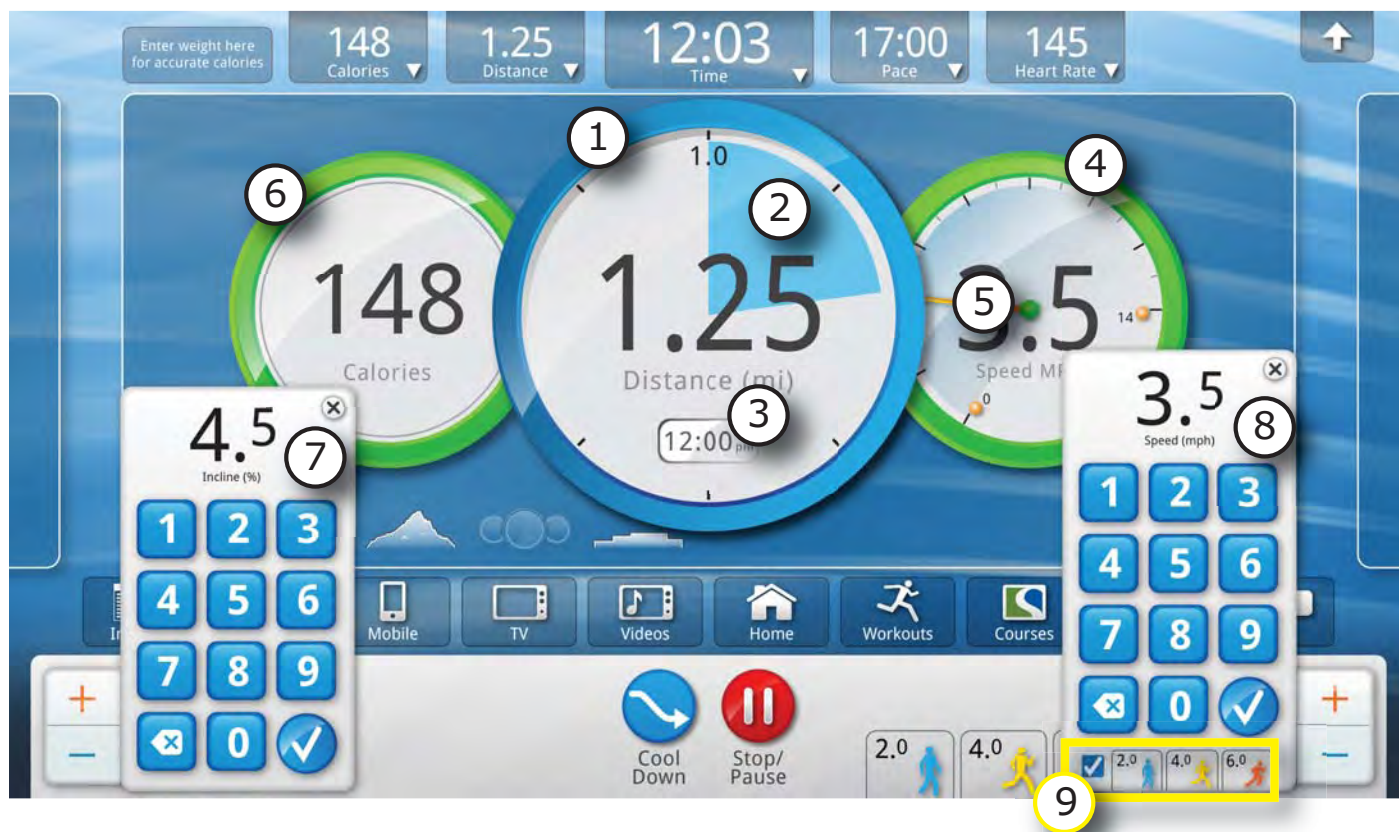 Enter weight here
for accurate calories
148
Calories
1.25
Distance
12:03
Time
17:00
Pace
145
Heart Rate
1
1.0
6
2
4
148
Calories
1.25
Distance (mi)
3
12:00 pm
5
3.5
Speed
14
0
4.5
Incline (%)
7
1 2 3
4 5 6
7 8 9
0
3.5
Speed (mph)
8
1 2 3
4 5 6
7 8 9
0
Mobile
TV
Videos
Home
Workouts
Courses
+
−
Cool
Down
Stop/
Pause
2.0
4.0
2.0
4.0
6.0
+
−
9